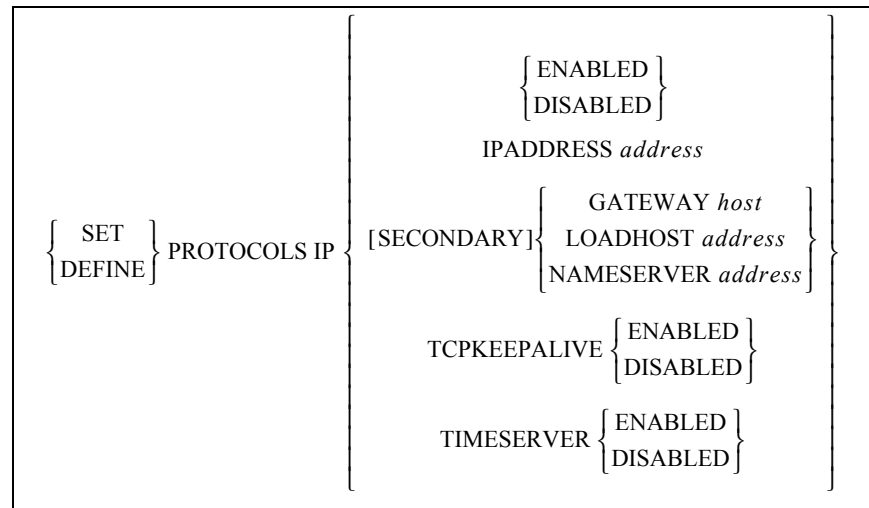 ENABLED
DISABLED
IPADDRESS address
SET
DEFINE
PROTOCOLS IP
[SECONDARY]
GATEWAY host
LOADHOST address
NAMESERVER address
TCPKEEPALIVE
ENABLED
DISABLED
TIMESERVER
ENABLED
DISABLED